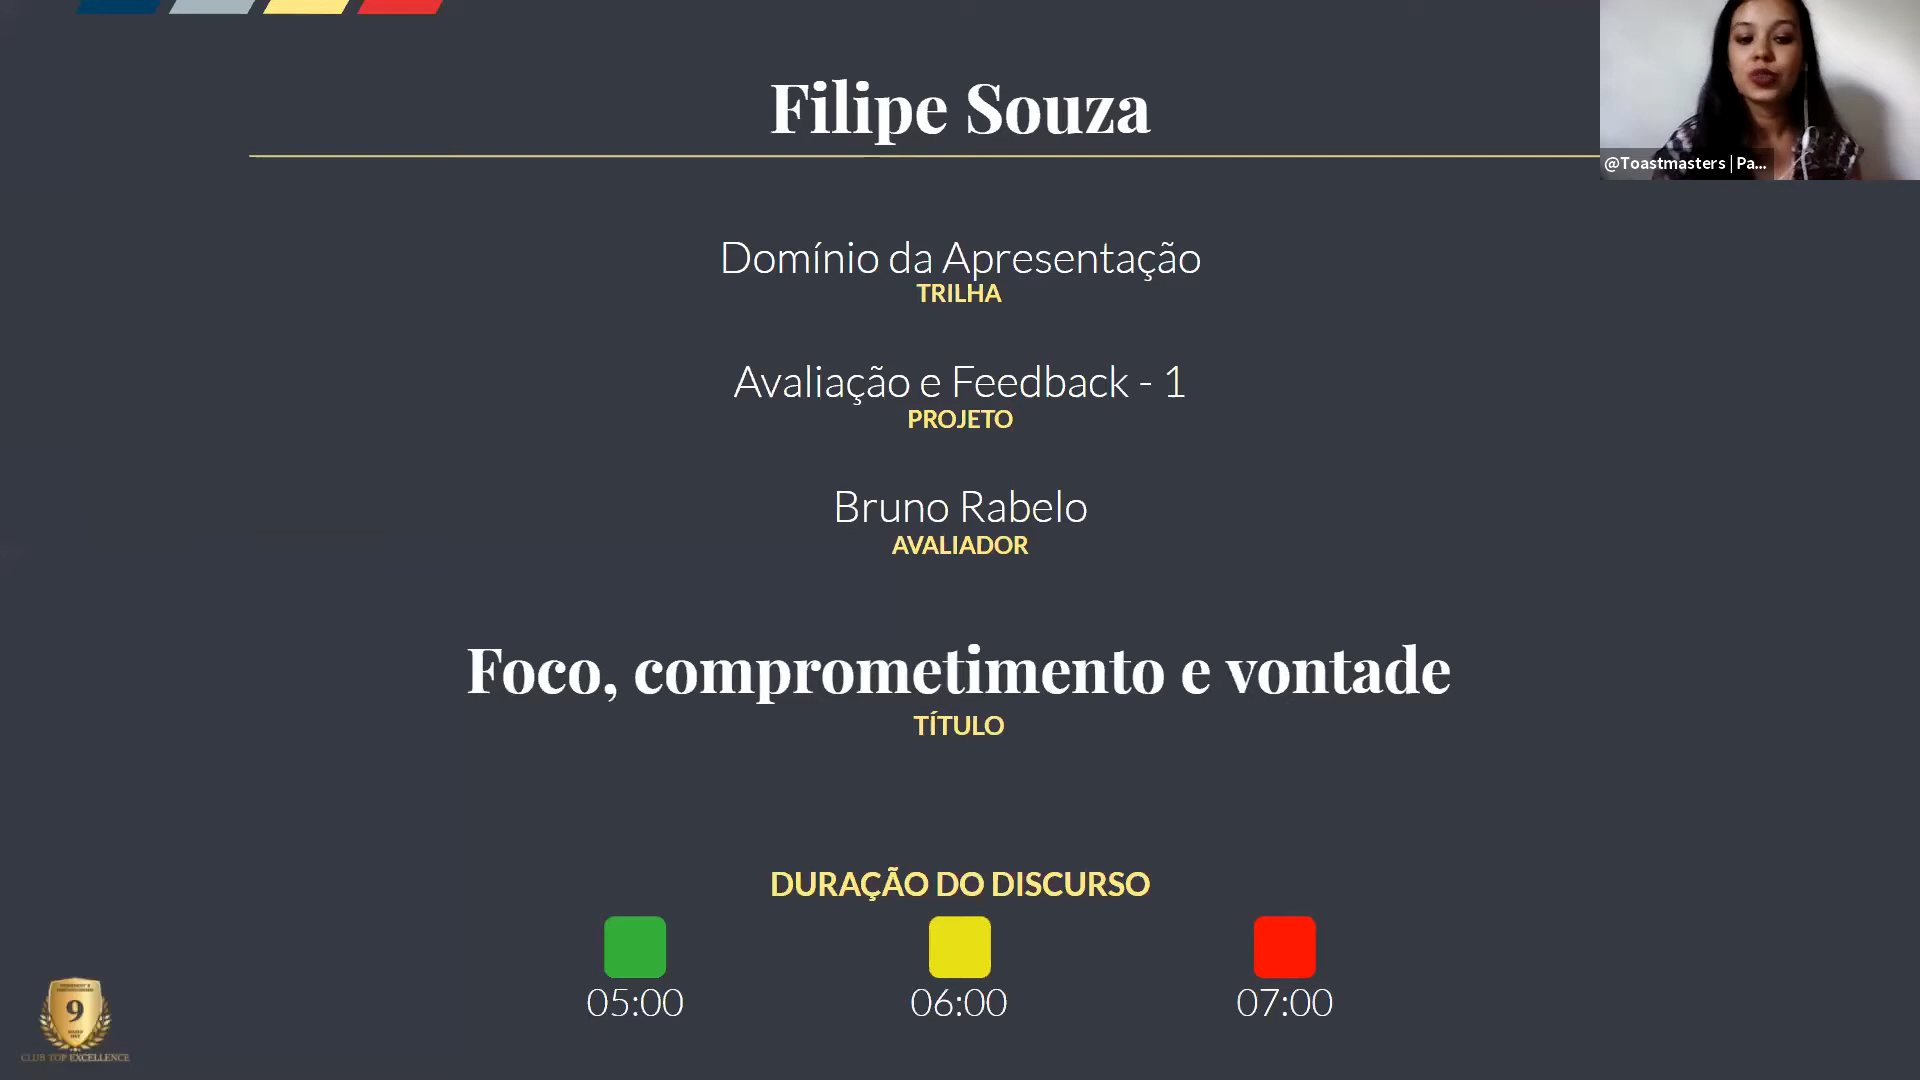 Filipe Souza
@Toastmasters | Pa...
Domínio da Apresentação
TRILHA
Avaliação e Feedback - 1
PROJETO
Bruno Rabelo
AVALIADOR
Foco, comprometimento e vontade
TÍTULO
DURAÇÃO DO DISCURSO
05:00 06:00 07:00
9
CLUB TOP EXCELLENCE